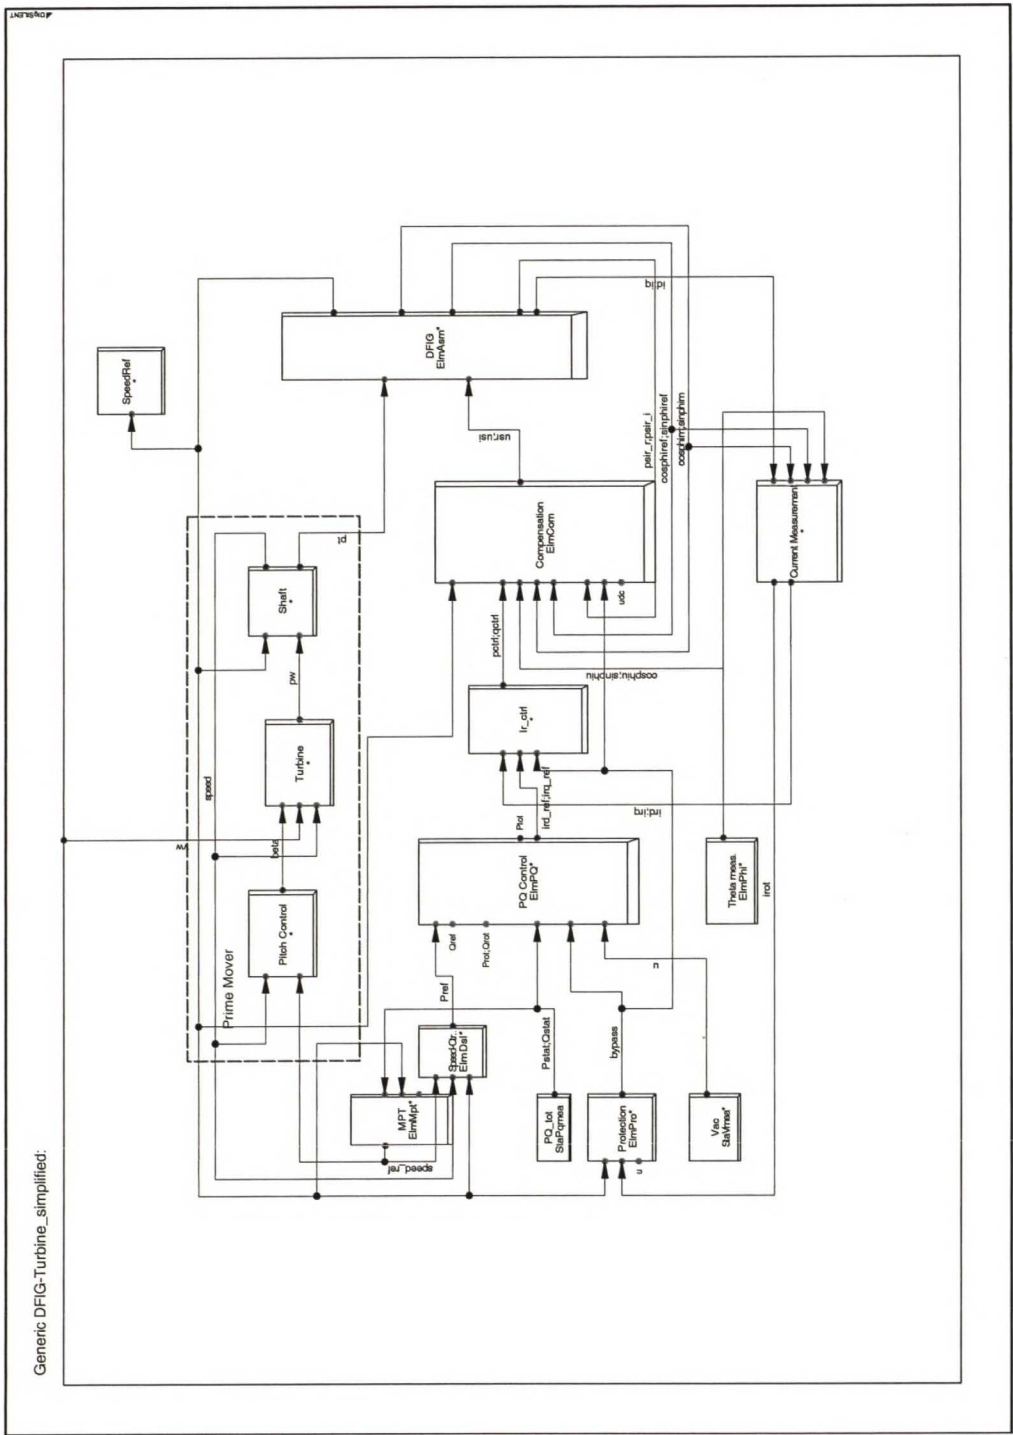 DIgSILENT
Generic DFIG-Turbine_simplified:
SpeedRef
*
Prime Mover
Pitch Control
*
beta
vw
Turbine
*
pw
Shaft
*
speed
pt
DFIG
ElmAsm*
MPT
ElmMpt*
speed_ref
ElmDsl*
Pref
PQ_tot
StaPqmea
Pstat;Qstat
Protection
ElmPro*
u
bypass
Vac
StaVmea*
u
Qref
Prot;Qrot
PQ Control
ElmPQ*
Ptot
ird_ref;irq_ref
Ir_ctrl
*
ird;irq
pctrl;qctrl
cosphiu;sinphiu
Compensation
ElmCom
udc
usr;usi
psir_r;psir_i
cosphiref;sinphiref
cosphim;sinphim
id;iq
Theta meas.
ElmPhi*
irot
Current Measurement
*